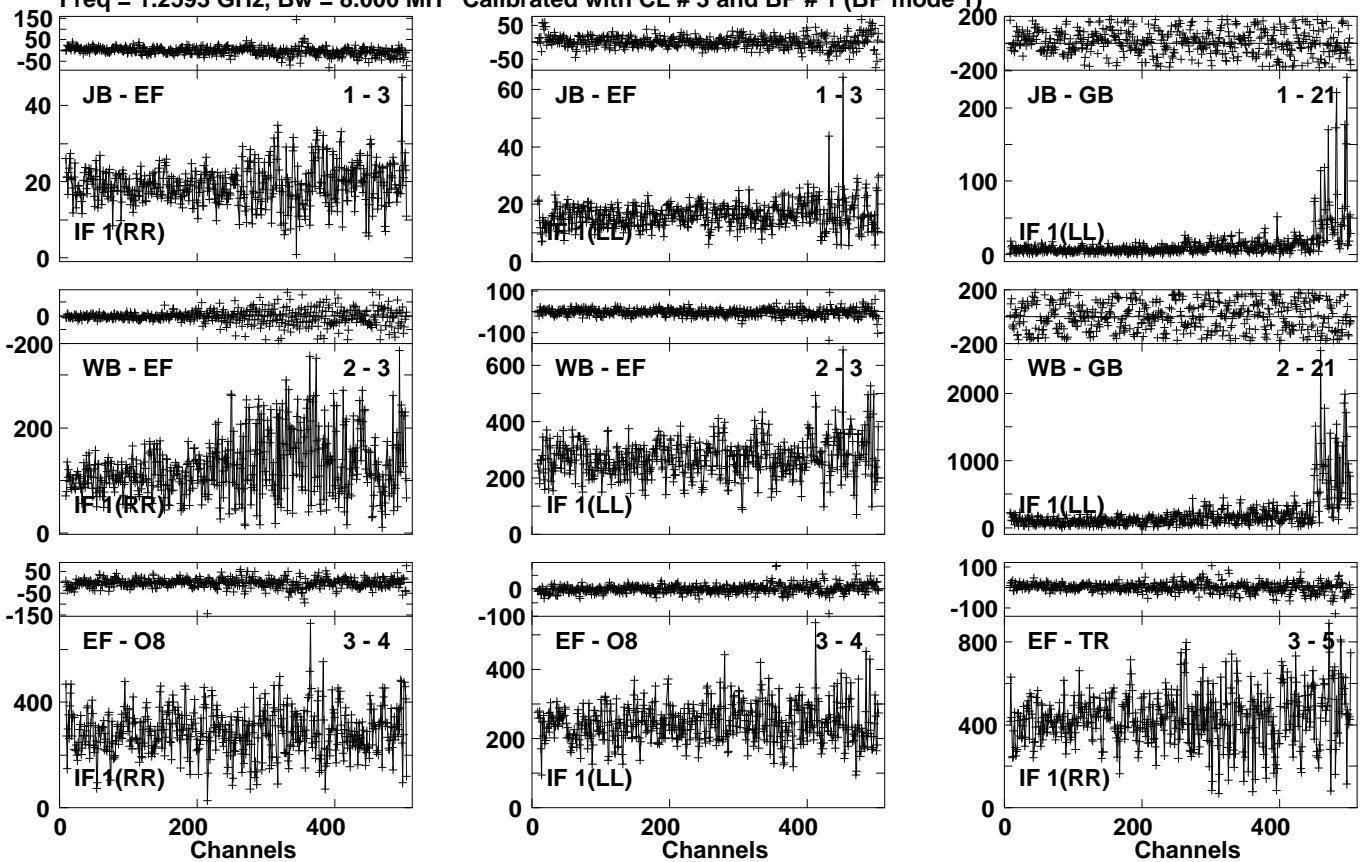 Freq = 1.2593 GHz, Bw = 8.000 MH Calibrated with CL # 3 and BP # 1 (BP mode 1)
150
50
-50
JB - EF 1 - 3
40
20
0
IF 1(RR)
50
-50
JB - EF 1 - 3
60
40
20
0
IF 1(LL)
200
-200
JB - GB 1 - 21
200
100
0
IF 1(LL)
0
-200
WB - EF 2 - 3
200
0
IF 1(RR)
100
-100
WB - EF 2 - 3
600
400
200
0
IF 1(LL)
200
-200
WB - GB 2 - 21
2000
1000
0
IF 1(LL)
50
-50
-150
EF - O8 3 - 4
400
0
IF 1(RR)
0 200 400
Channels
0
-100
EF - O8 3 - 4
400
200
0
IF 1(LL)
0 200 400
Channels
100
-100
EF - TR 3 - 5
800
400
0
IF 1(RR)
0 200 400
Channels